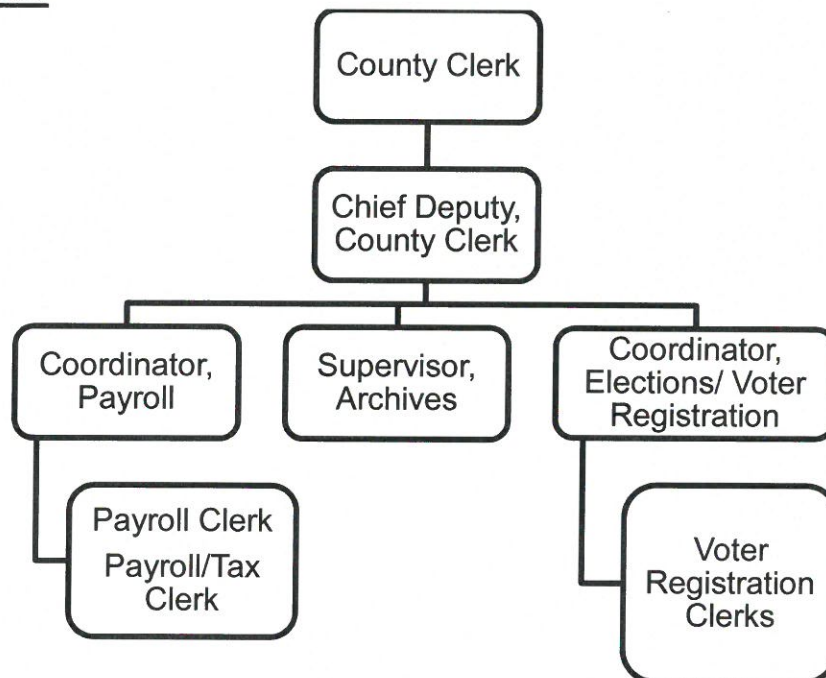 County Clerk
Chief Deputy,
County Clerk
Coordinator,
Payroll
Supervisor,
Archives
Coordinator,
Elections/ Voter
Registration
Payroll Clerk
Payroll/Tax
Clerk
Voter
Registration
Clerks